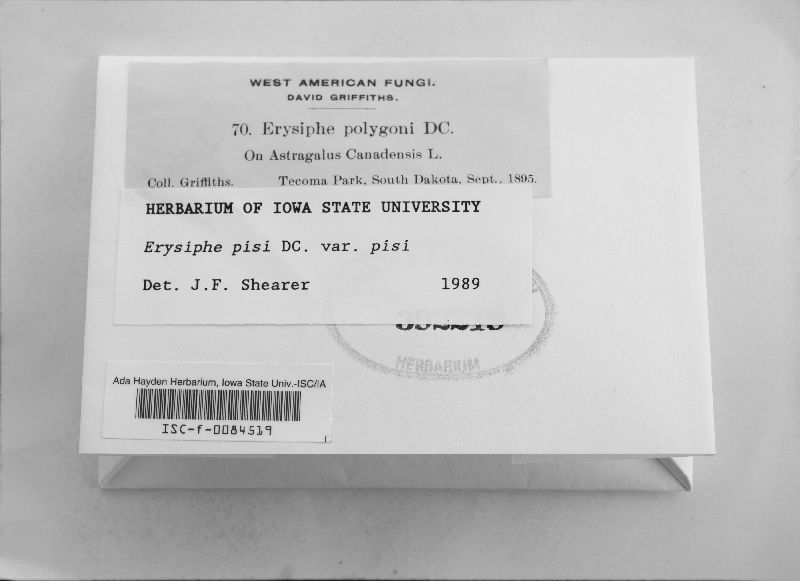 WEST AMERICAN FUNGI.
DAVID GRIFFITHS.
70. Erysiphe polygoni DC.
On Astragalus Canadensis L.
Coll. Griffiths. Tecoma Park, South Dakota, Sept., 1895.
HERBARIUM OF IOWA STATE UNIVERSITY
Erysiphe pisi DC. var. pisi
Det. J.F. Shearer 1989
HERBARIUM
Ada Hayden Herbarium, Iowa State Univ.-ISC/IA
ISC-f-0084519